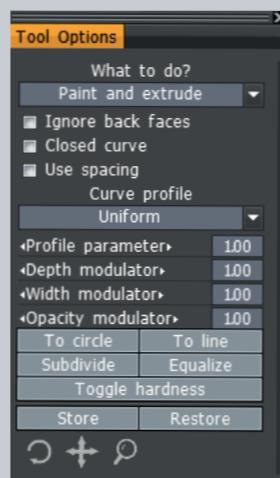 Tool Options
What to do?
Paint and extrude
Ignore back faces
Closed curve
Use spacing
Curve profile
Uniform
Profile parameter 1.00
Depth modulator 1.00
Width modulator 1.00
Opacity modulator 1.00
To circle To line
Subdivide Equalize
Toggle hardness
Store Restore